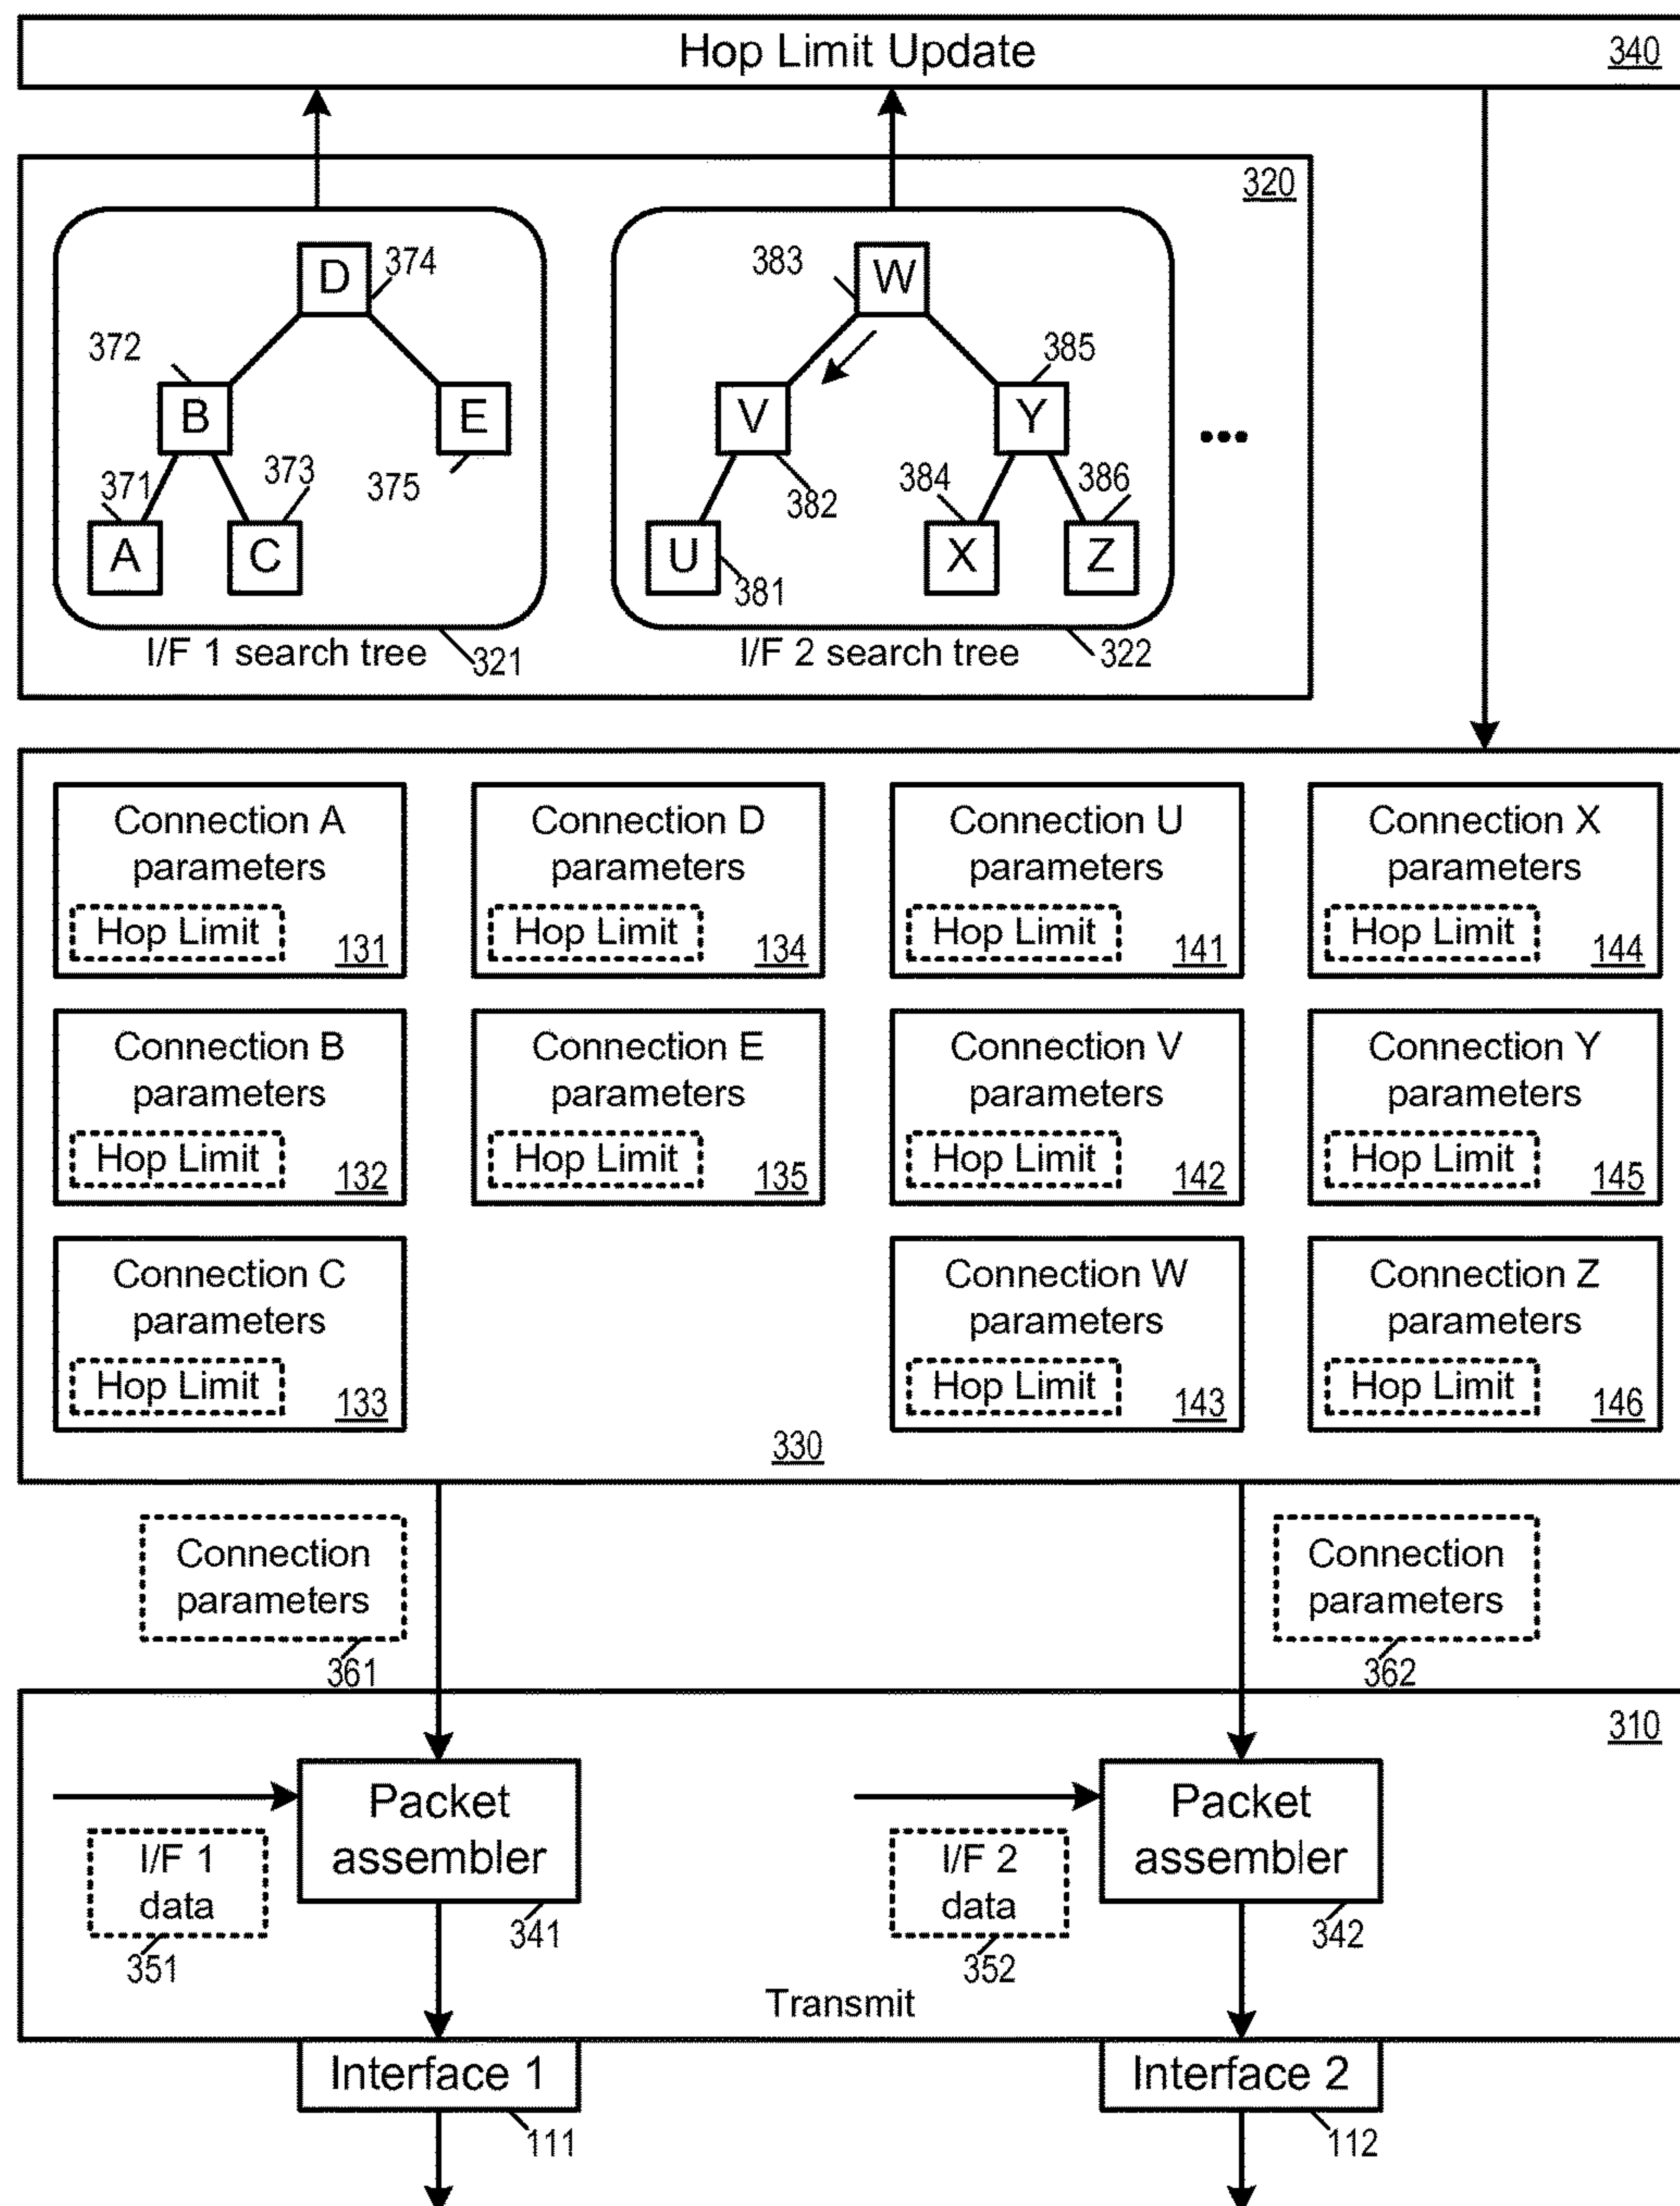 Hop Limit Update 340
320
D 374
383 W
372
385
B
E
V
Y
371
373
375
382
384
386
A
C
U
381
X
Z
I/F 1 search tree 321
I/F 2 search tree 322
•••
Connection A
parameters
Hop Limit 131
Connection D
parameters
Hop Limit 134
Connection U
parameters
Hop Limit 141
Connection X
parameters
Hop Limit 144
Connection B
parameters
Hop Limit 132
Connection E
parameters
Hop Limit 135
Connection V
parameters
Hop Limit 142
Connection Y
parameters
Hop Limit 145
Connection C
parameters
Hop Limit 133
Connection W
parameters
Hop Limit 143
Connection Z
parameters
Hop Limit 146
330
Connection
parameters
361
Connection
parameters
362
310
Packet
assembler
341
I/F 1
data
351
Packet
assembler
342
I/F 2
data
352
Transmit
Interface 1
111
Interface 2
112